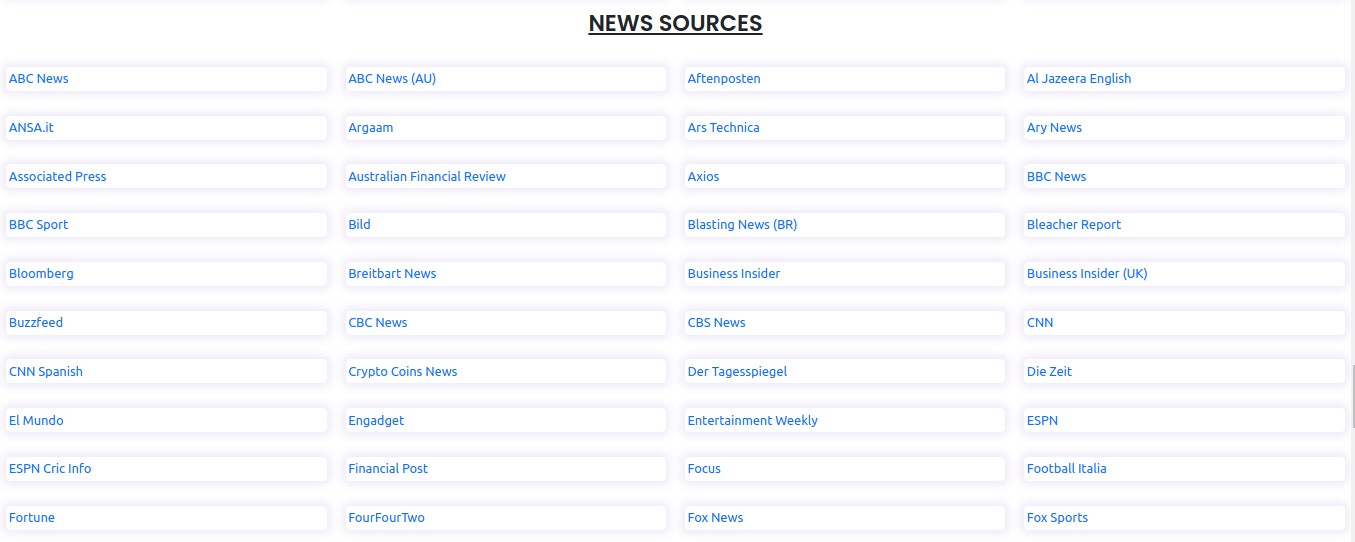 NEWS SOURCES
ABC News
ABC News (AU)
Aftenposten
Al Jazeera English
ANSA.it
Argaam
Ars Technica
Ary News
Associated Press
Australian Financial Review
Axios
BBC News
BBC Sport
Bild
Blasting News (BR)
Bleacher Report
Bloomberg
Breitbart News
Business Insider
Business Insider (UK)
Buzzfeed
CBC News
CBS News
CNN
CNN Spanish
Crypto Coins News
Der Tagesspiegel
Die Zeit
El Mundo
Engadget
Entertainment Weekly
ESPN
ESPN Cric Info
Financial Post
Focus
Football Italia
Fortune
FourFourTwo
Fox News
Fox Sports